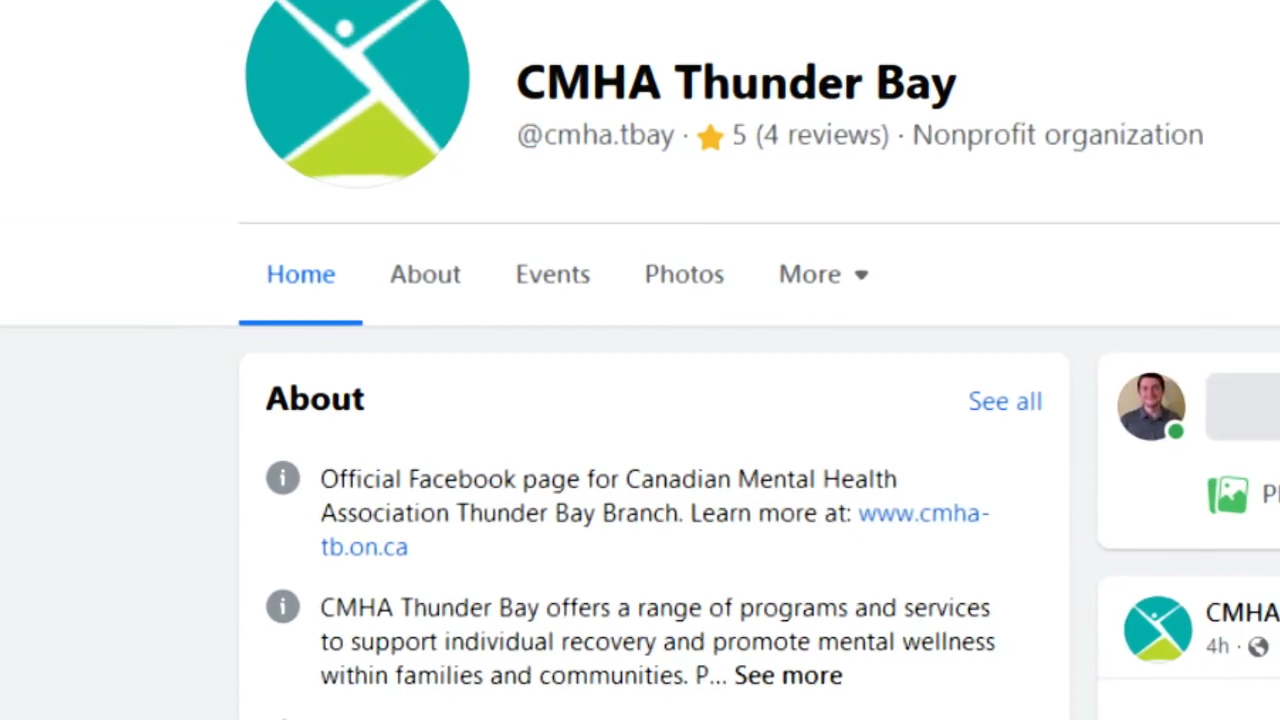 CMHA Thunder Bay
@cmha.tbay · 5 (4 reviews) · Nonprofit organization
Home About Events Photos More
About See all
Official Facebook page for Canadian Mental Health
Association Thunder Bay Branch. Learn more at: www.cmha-
tb.on.ca
CMHA Thunder Bay offers a range of programs and services
to support individual recovery and promote mental wellness
within families and communities. P... See more
CMHA
4h ·